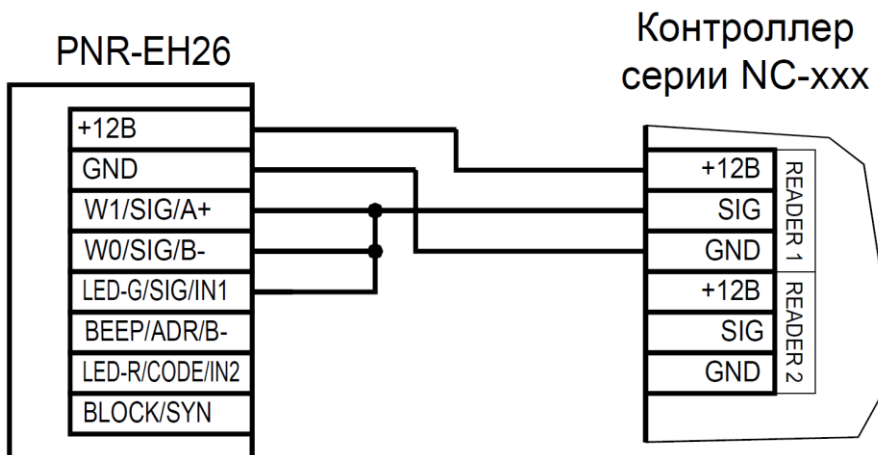 PNR-EH26
+12В
GND
W1/SIG/A+
W0/SIG/B-
LED-G/SIG/IN1
BEEP/ADR/B-
LED-R/CODE/IN2
BLOCK/SYN
Контроллер
серии NC-xxx
+12В
SIG
GND
READER 1
+12В
SIG
GND
READER 2